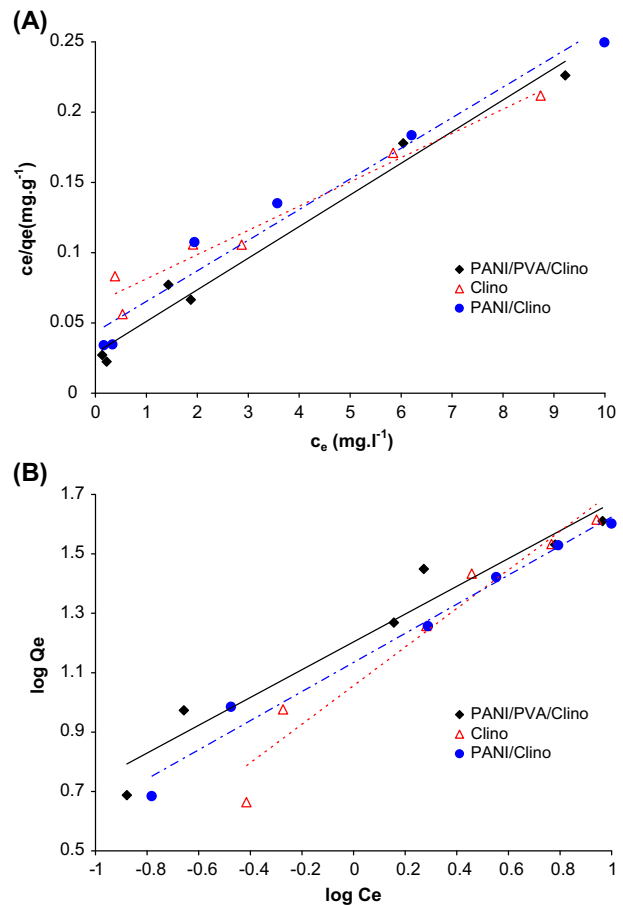 (A)
0.25
0.2
0.15
0.1
0.05
0
ce/qe(mg.g⁻¹)
PANI/PVA/Clino
Clino
PANI/Clino
0 1 2 3 4 5 6 7 8 9 10
cₑ (mg.l⁻¹)
(B)
1.7
1.5
1.3
1.1
0.9
0.7
0.5
log Qe
PANI/PVA/Clino
Clino
PANI/Clino
-1 -0.8 -0.6 -0.4 -0.2 0 0.2 0.4 0.6 0.8 1
log Ce